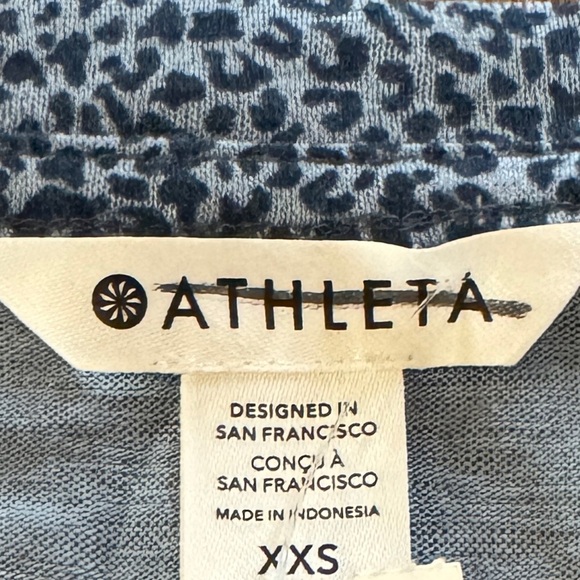 ATHLETA
DESIGNED IN
SAN FRANCISCO
CONÇU À
SAN FRANCISCO
MADE IN INDONESIA
XXS